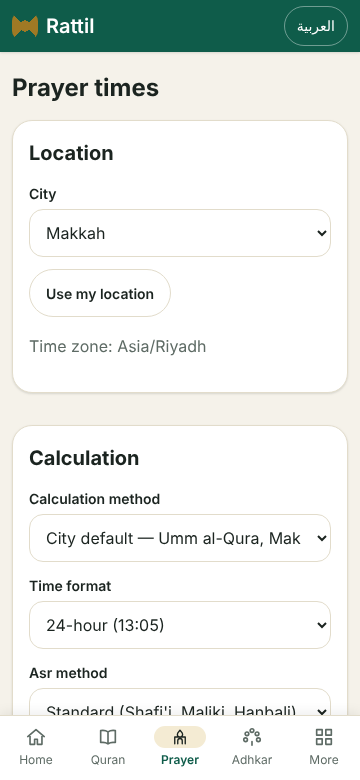 Rattil
العربية
Prayer times
Location
City
Makkah
Use my location
Time zone: Asia/Riyadh
Calculation
Calculation method
City default — Umm al-Qura, Mak
Time format
24-hour (13:05)
Asr method
Standard (Shafi'i, Maliki, Hanbali)
Home
Quran
Prayer
Adhkar
More